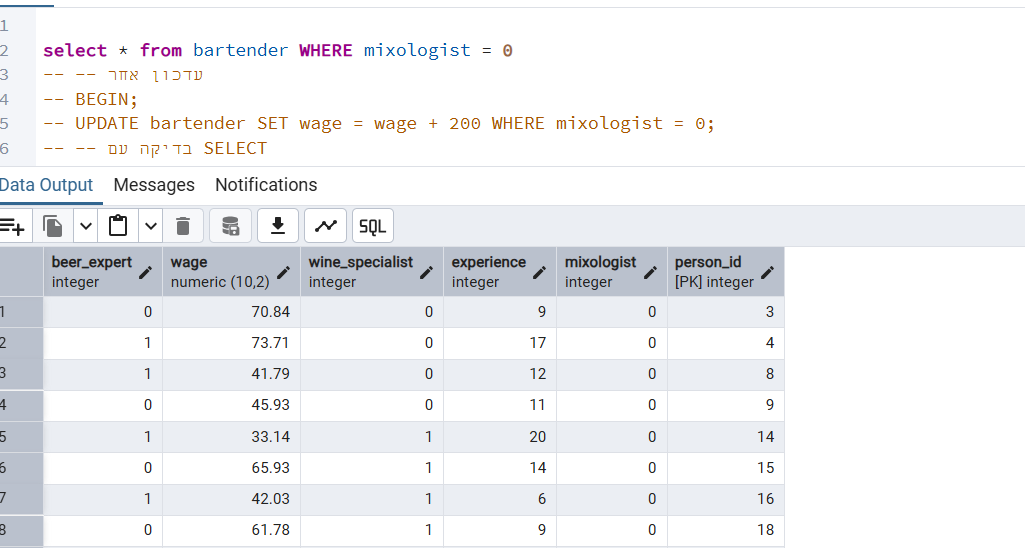 1
2 select * from bartender WHERE mixologist = 0
3 -- -- עדכון אחר
4 -- BEGIN;
5 -- UPDATE bartender SET wage = wage + 200 WHERE mixologist = 0;
6 -- -- בדיקה עם SELECT
Data Output Messages Notifications
SQL
beer_expert wage wine_specialist experience mixologist person_id
integer numeric (10,2) integer integer integer [PK] integer
1 0 70.84 0 9 0 3
2 1 73.71 0 17 0 4
3 1 41.79 0 12 0 8
4 0 45.93 0 11 0 9
5 1 33.14 1 20 0 14
6 0 65.93 1 14 0 15
7 1 42.03 1 6 0 16
8 0 61.78 1 9 0 18